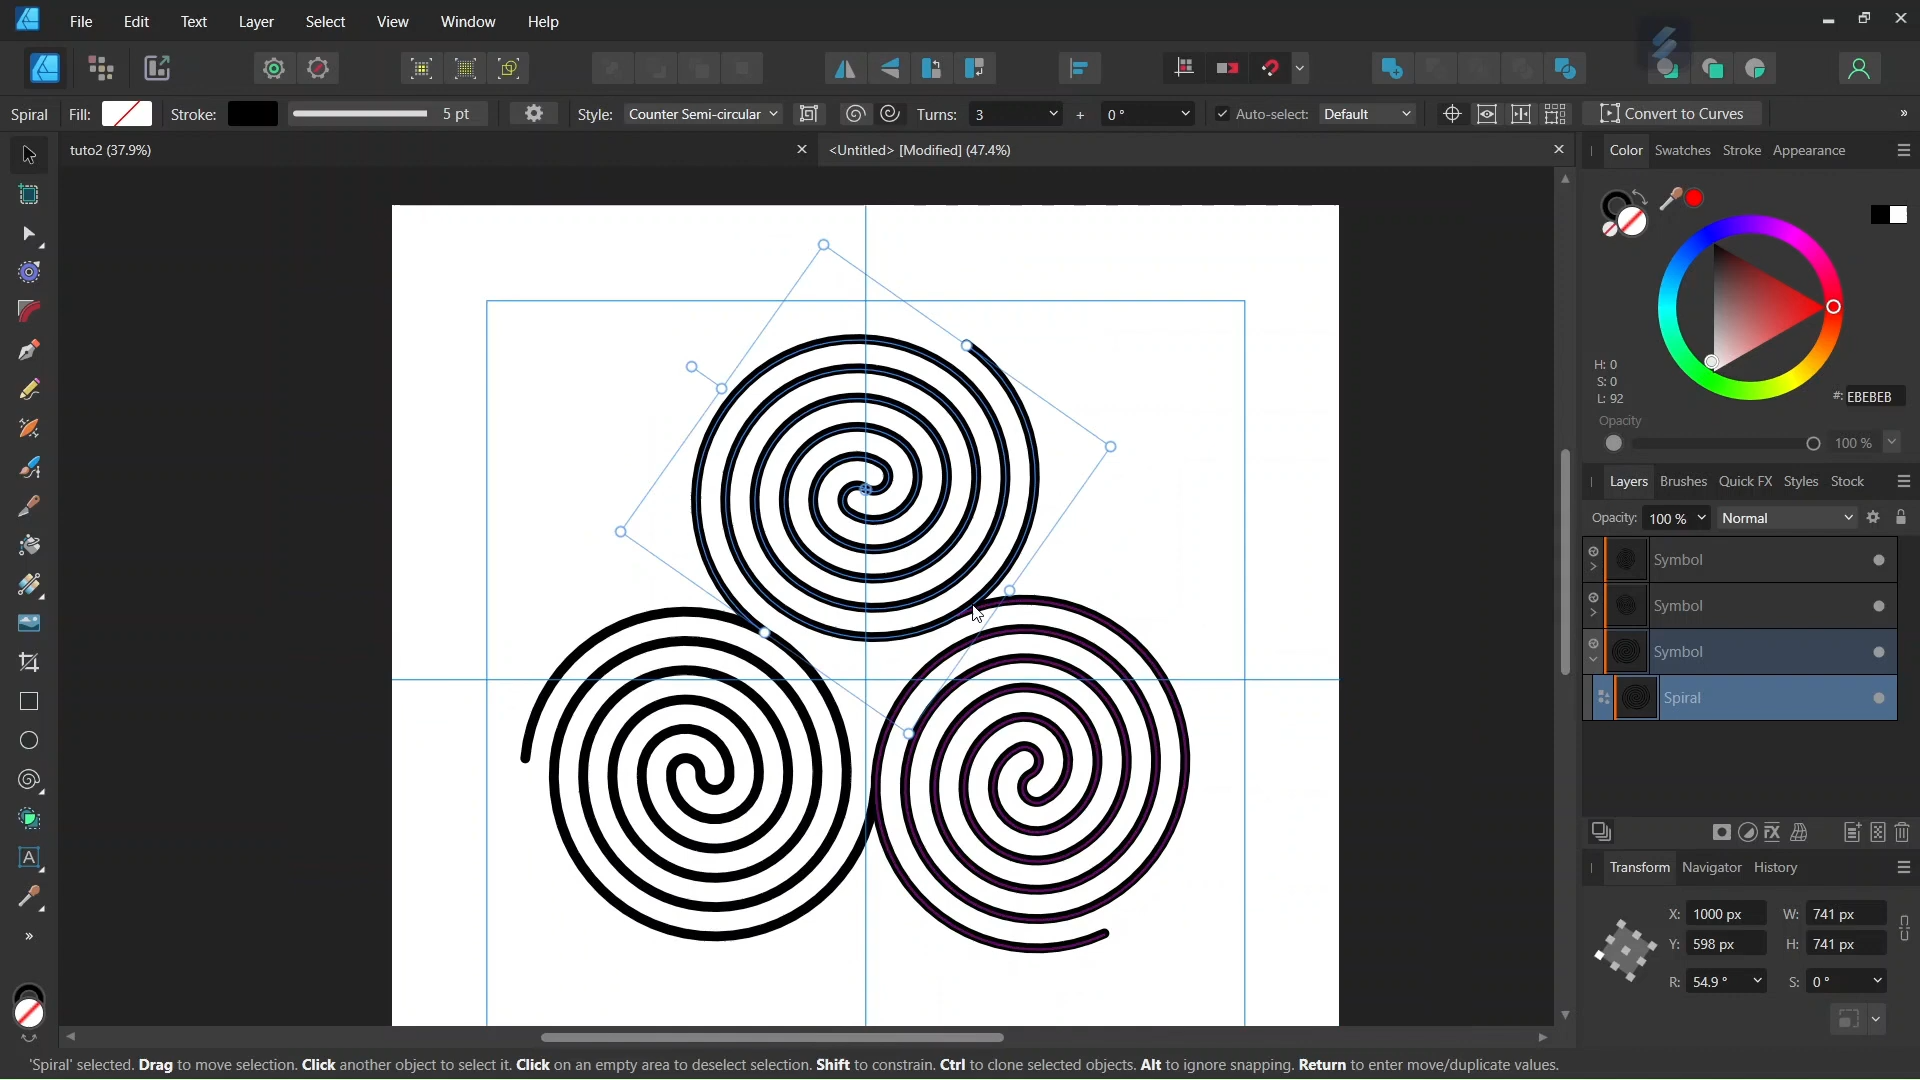 File Edit Text Layer Select View Window Help
Spiral Fill: Stroke: 5 pt Style: Counter Semi-circular Turns: 3 + 0 ° Auto-select: Default Convert to Curves »
tuto2 (37.9%) × <Untitled> [Modified] (47.4%) ×
Color Swatches Stroke Appearance
H: 0
S: 0
L: 92
#: EBEBEB
Opacity
100 %
Layers Brushes Quick FX Styles Stock
Opacity: 100 % Normal
Symbol
Symbol
Symbol
Spiral
Transform Navigator History
X: 1000 px W: 741 px
Y: 598 px H: 741 px
R: 54.9 ° S: 0 °
'Spiral' selected. Drag to move selection. Click another object to select it. Click on an empty area to deselect selection. Shift to constrain. Ctrl to clone selected objects. Alt to ignore snapping. Return to enter move/duplicate values.